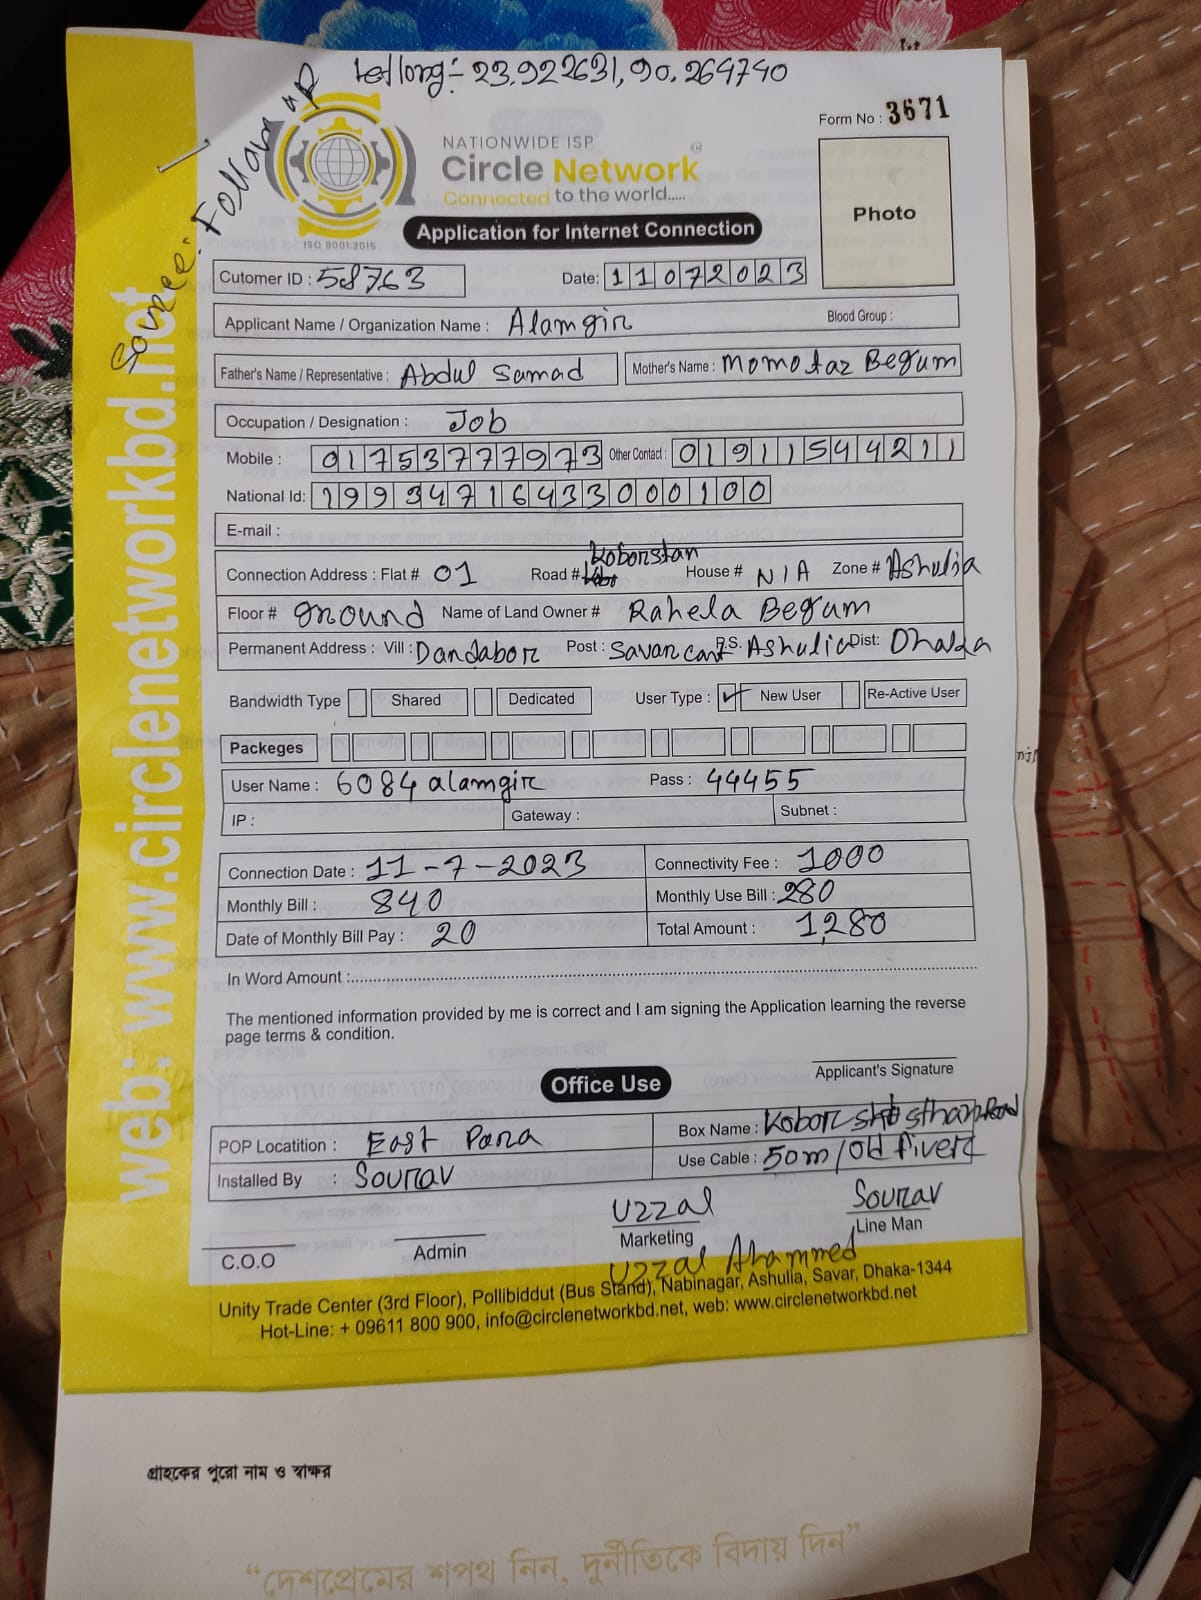 Let long:- 23.922631, 90.264740
Source: Follow up
Form No : 3671
NATIONWIDE ISP
Circle Network
Connected to the world.....
ISO 9001:2015
Application for Internet Connection
Photo
Cutomer ID : 58763
Date: 11072023
Applicant Name / Organization Name : Alamgir
Blood Group :
Father's Name / Representative : Abdul Samad
Mother's Name : Momotaz Begum
Occupation / Designation : Job
Mobile : 01753777973
Other Contact : 01911544211
National Id: 19934716433000100
E-mail :
Connection Address : Flat # 01 Road # Koborstan House # N/A Zone # Ashulia
Floor # ground Name of Land Owner # Rahela Begum
Permanent Address : Vill : Dandabor Post : Savar cant P.S. Ashulia Dist: Dhaka
Bandwidth Type Shared Dedicated User Type : ✓ New User Re-Active User
Packeges
User Name : 6084 alamgir Pass : 44455
IP : Gateway : Subnet :
Connection Date : 11-7-2023 Connectivity Fee : 1000
Monthly Bill : 840 Monthly Use Bill : 280
Date of Monthly Bill Pay : 20 Total Amount : 1,280
In Word Amount :
The mentioned information provided by me is correct and I am signing the Application learning the reverse
page terms & condition.
Applicant's Signature
Office Use
POP Locatition : East Para Box Name : Kobor sthan Road
Installed By : Sourav Use Cable : 50m/old
Uzzal Sourav
C.O.O Admin Marketing Line Man
Uzzal Ahammed
Unity Trade Center (3rd Floor), Pollibiddut (Bus Stand), Nabinagar, Ashulia, Savar, Dhaka-1344
Hot-Line: + 09611 800 900, info@circlenetworkbd.net, web: www.circlenetworkbd.net
web: www.circlenetworkbd.net
গ্রাহকের পুরো নাম ও স্বাক্ষর
“দেশপ্রেমের শপথ নিন, দুর্নীতিকে বিদায় দিন”